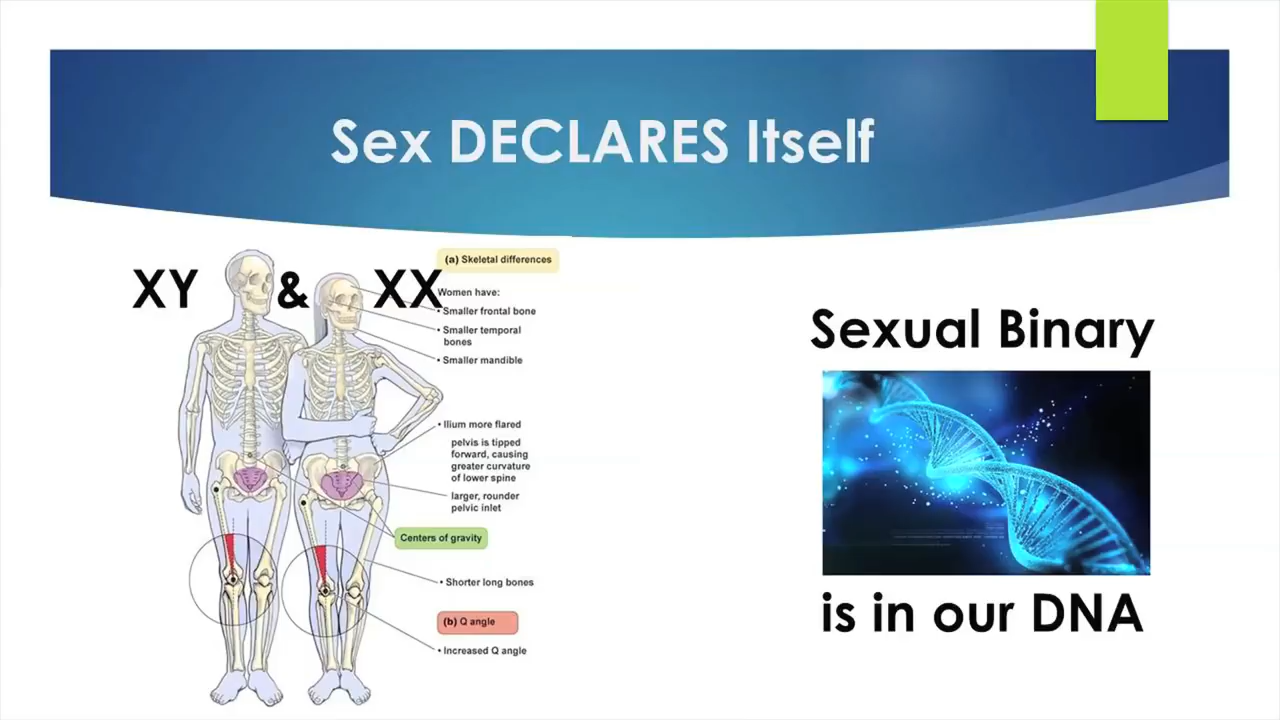 Sex DECLARES Itself
XY & XX
(a) Skeletal differences
Women have:
• Smaller frontal bone
• Smaller temporal
bones
• Smaller mandible
• Ilium more flared
pelvis is tipped
forward, causing
greater curvature
of lower spine
larger, rounder
pelvic inlet
Centers of gravity
• Shorter long bones
(b) Q angle
• Increased Q angle
Sexual Binary
is in our DNA